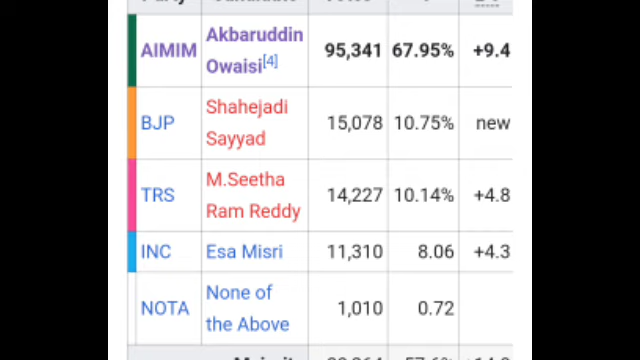 AIMIM Akbaruddin Owaisi[4] 95,341 67.95% +9.4
BJP Shahejadi Sayyad 15,078 10.75% new
TRS M.Seetha Ram Reddy 14,227 10.14% +4.8
INC Esa Misri 11,310 8.06 +4.3
NOTA None of the Above 1,010 0.72